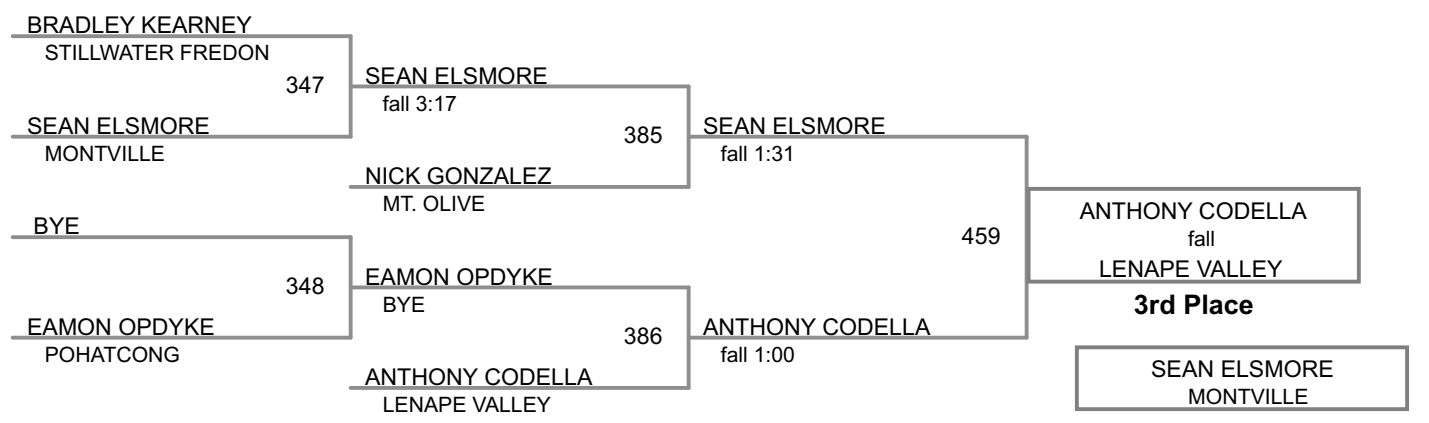 BRADLEY KEARNEY
STILLWATER FREDON
347
SEAN ELSMORE
MONTVILLE
SEAN ELSMORE
fall 3:17
385
NICK GONZALEZ
MT. OLIVE
SEAN ELSMORE
fall 1:31
BYE
348
EAMON OPDYKE
POHATCONG
EAMON OPDYKE
BYE
386
ANTHONY CODELLA
LENAPE VALLEY
ANTHONY CODELLA
fall 1:00
459
ANTHONY CODELLA
fall
LENAPE VALLEY
3rd Place
SEAN ELSMORE
MONTVILLE